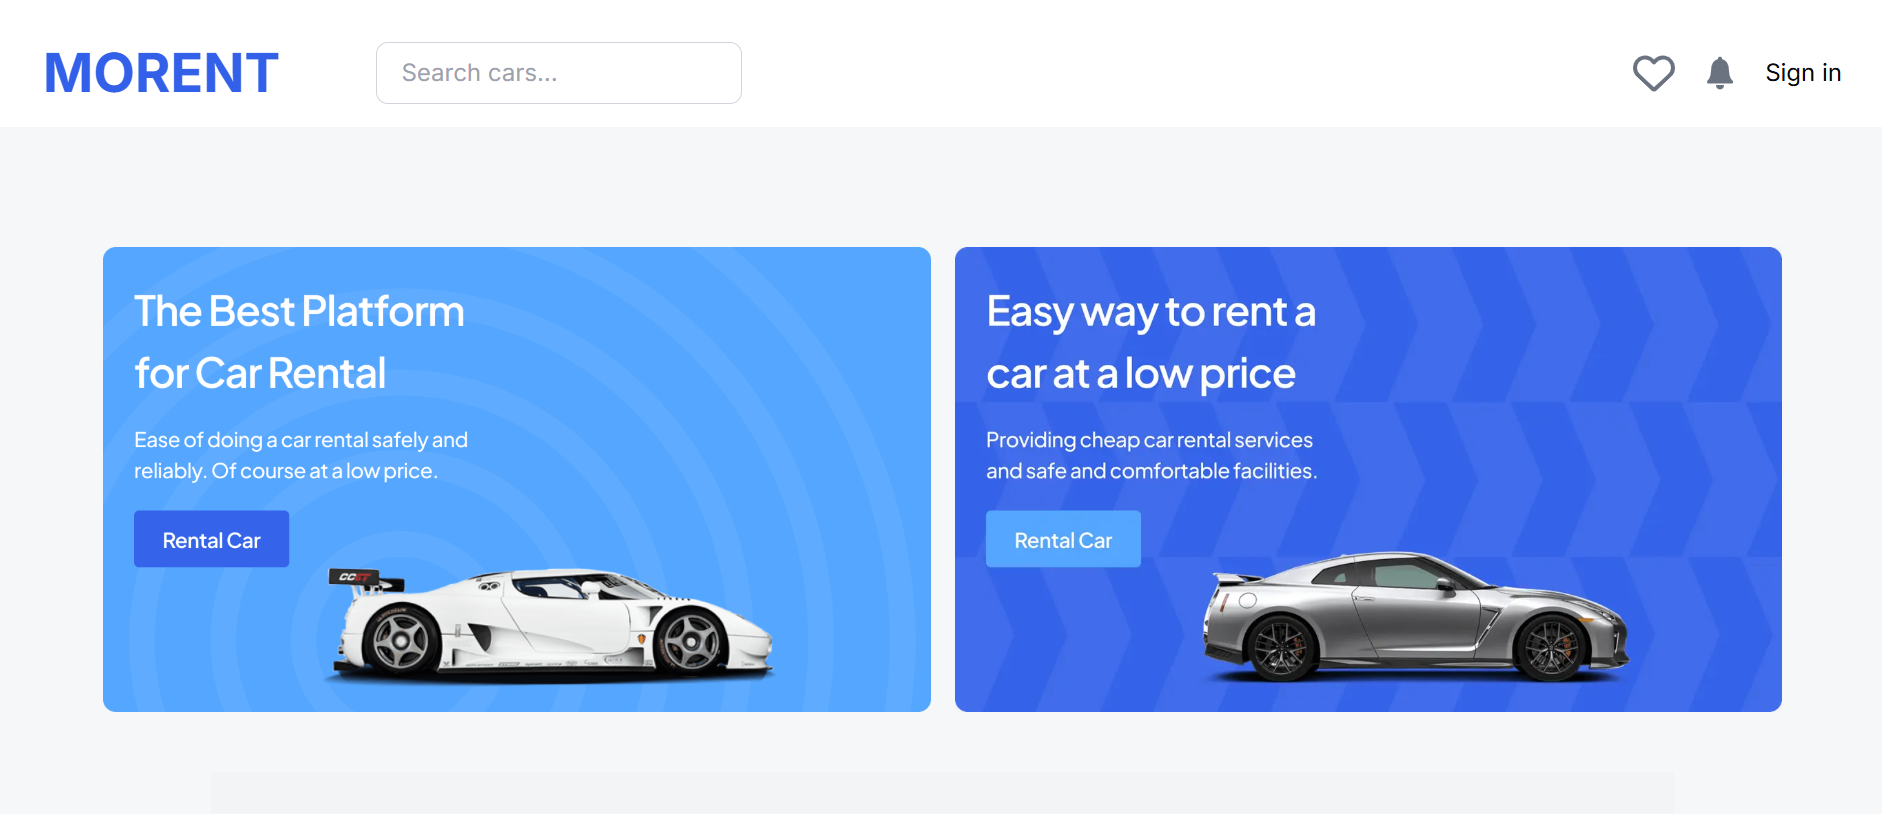 MORENT
Search cars...
Sign in
The Best Platform
for Car Rental
Ease of doing a car rental safely and
reliably. Of course at a low price.
Rental Car
CCGT
Easy way to rent a
car at a low price
Providing cheap car rental services
and safe and comfortable facilities.
Rental Car